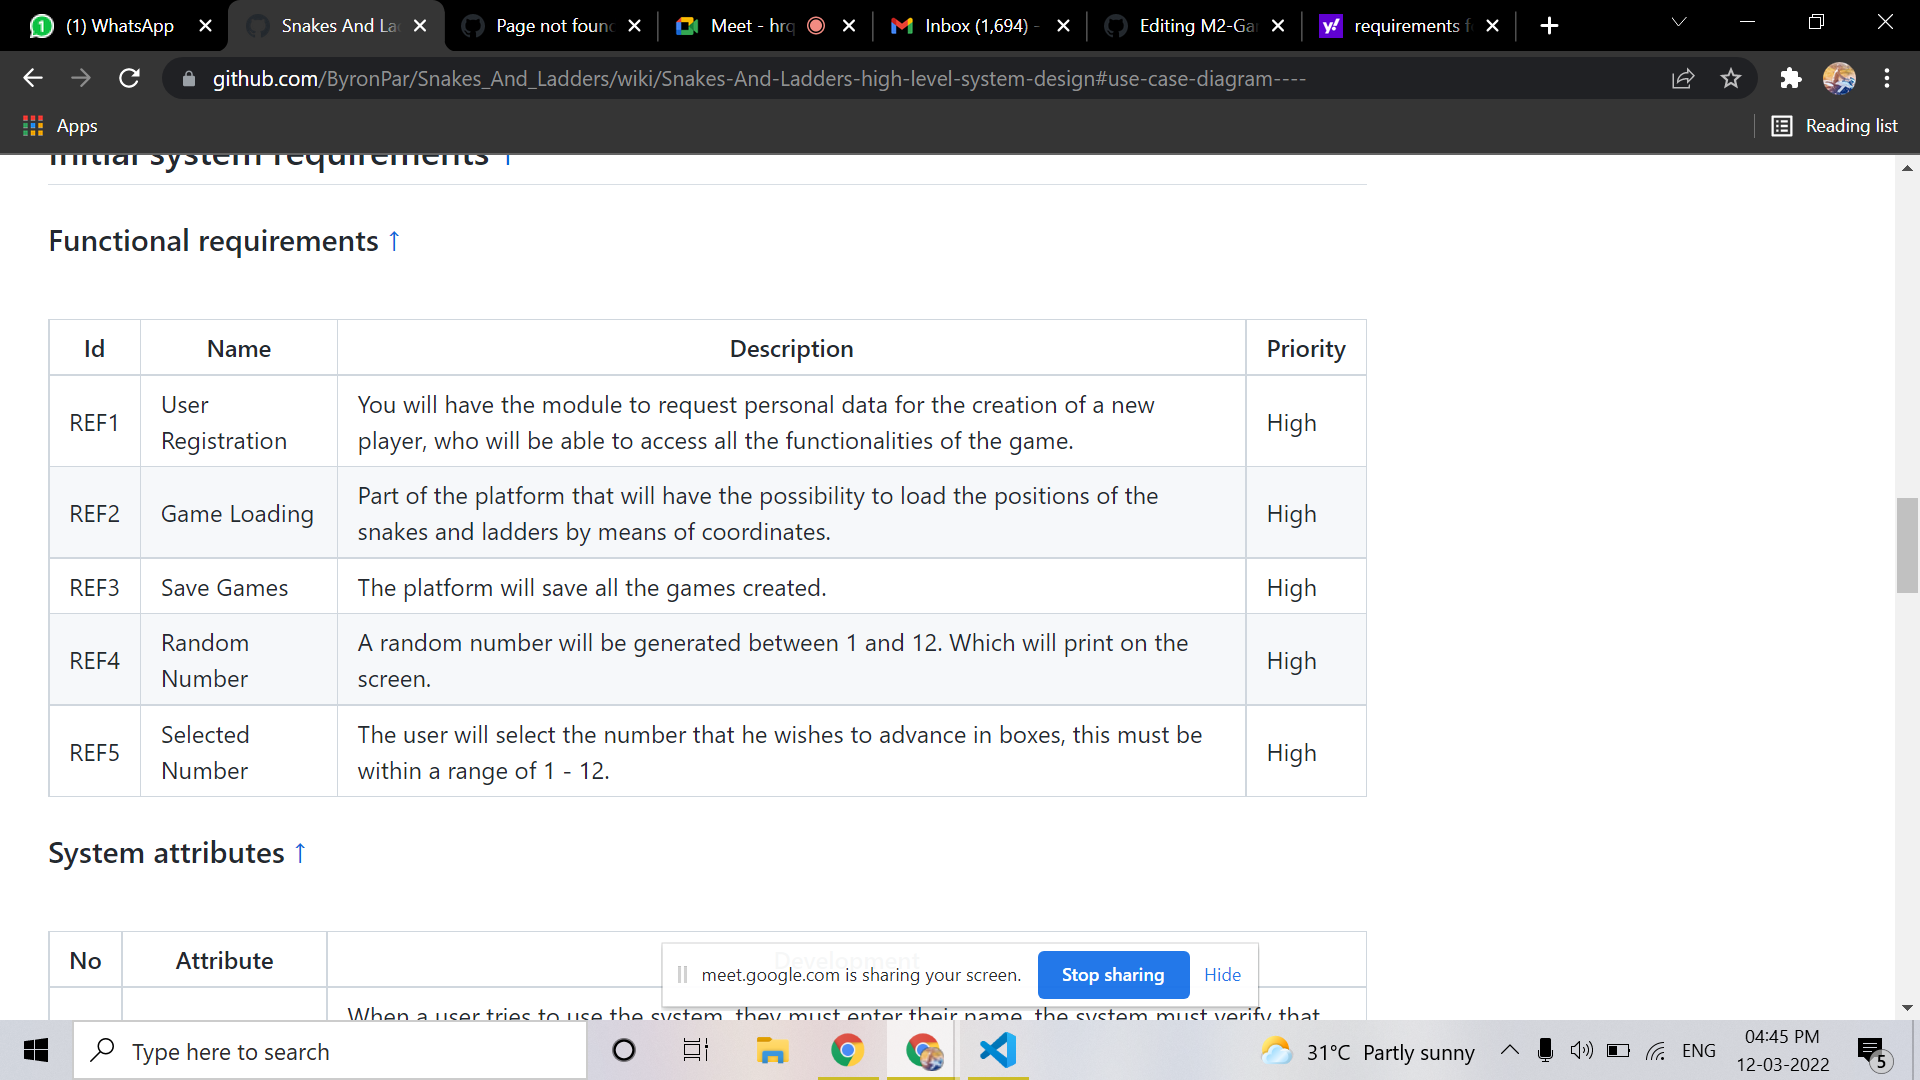 (1) WhatsApp
Snakes And La
Page not foun
Meet - hrq
Inbox (1,694) -
Editing M2-Ga
requirements f
github.com/ByronPar/Snakes_And_Ladders/wiki/Snakes-And-Ladders-high-level-system-design#use-case-diagram----
Apps
Reading list
Initial system requirements ↑
Functional requirements ↑
Id Name Description Priority
REF1
User
Registration
You will have the module to request personal data for the creation of a new
player, who will be able to access all the functionalities of the game.
High
REF2
Game Loading
Part of the platform that will have the possibility to load the positions of the
snakes and ladders by means of coordinates.
High
REF3 Save Games The platform will save all the games created. High
REF4
Random
Number
A random number will be generated between 1 and 12. Which will print on the
screen.
High
REF5
Selected
Number
The user will select the number that he wishes to advance in boxes, this must be
within a range of 1 - 12.
High
System attributes ↑
No Attribute Development
meet.google.com is sharing your screen. Stop sharing Hide
When a user tries to use the system, they must enter their name, the system must verify that
Type here to search
31°C Partly sunny
ENG
04:45 PM
12-03-2022
5